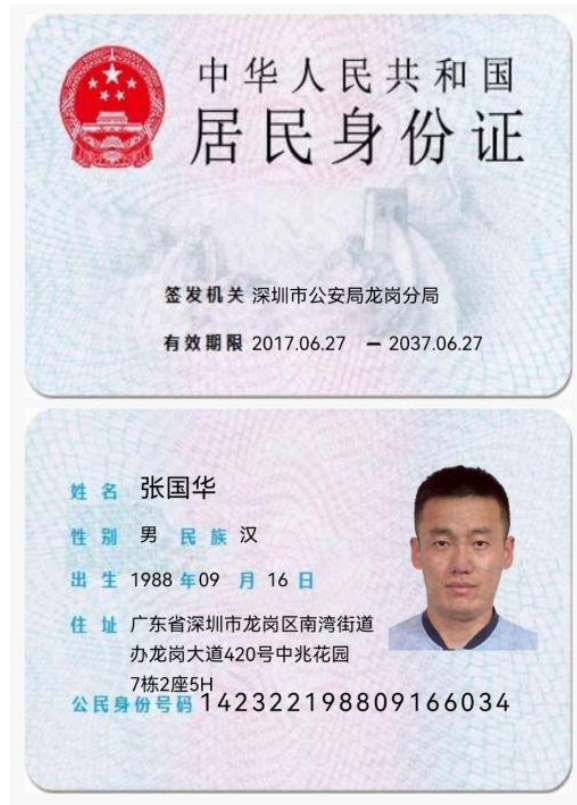 中华人民共和国
居民身份证
签发机关 深圳市公安局龙岗分局
有效期限 2017.06.27 – 2037.06.27
姓名 张国华
性别 男 民族 汉
出生 1988 年09 月 16 日
住址 广东省深圳市龙岗区南湾街道
办龙岗大道420号中兆花园
7栋2座5H
公民身份号码 142322198809166034